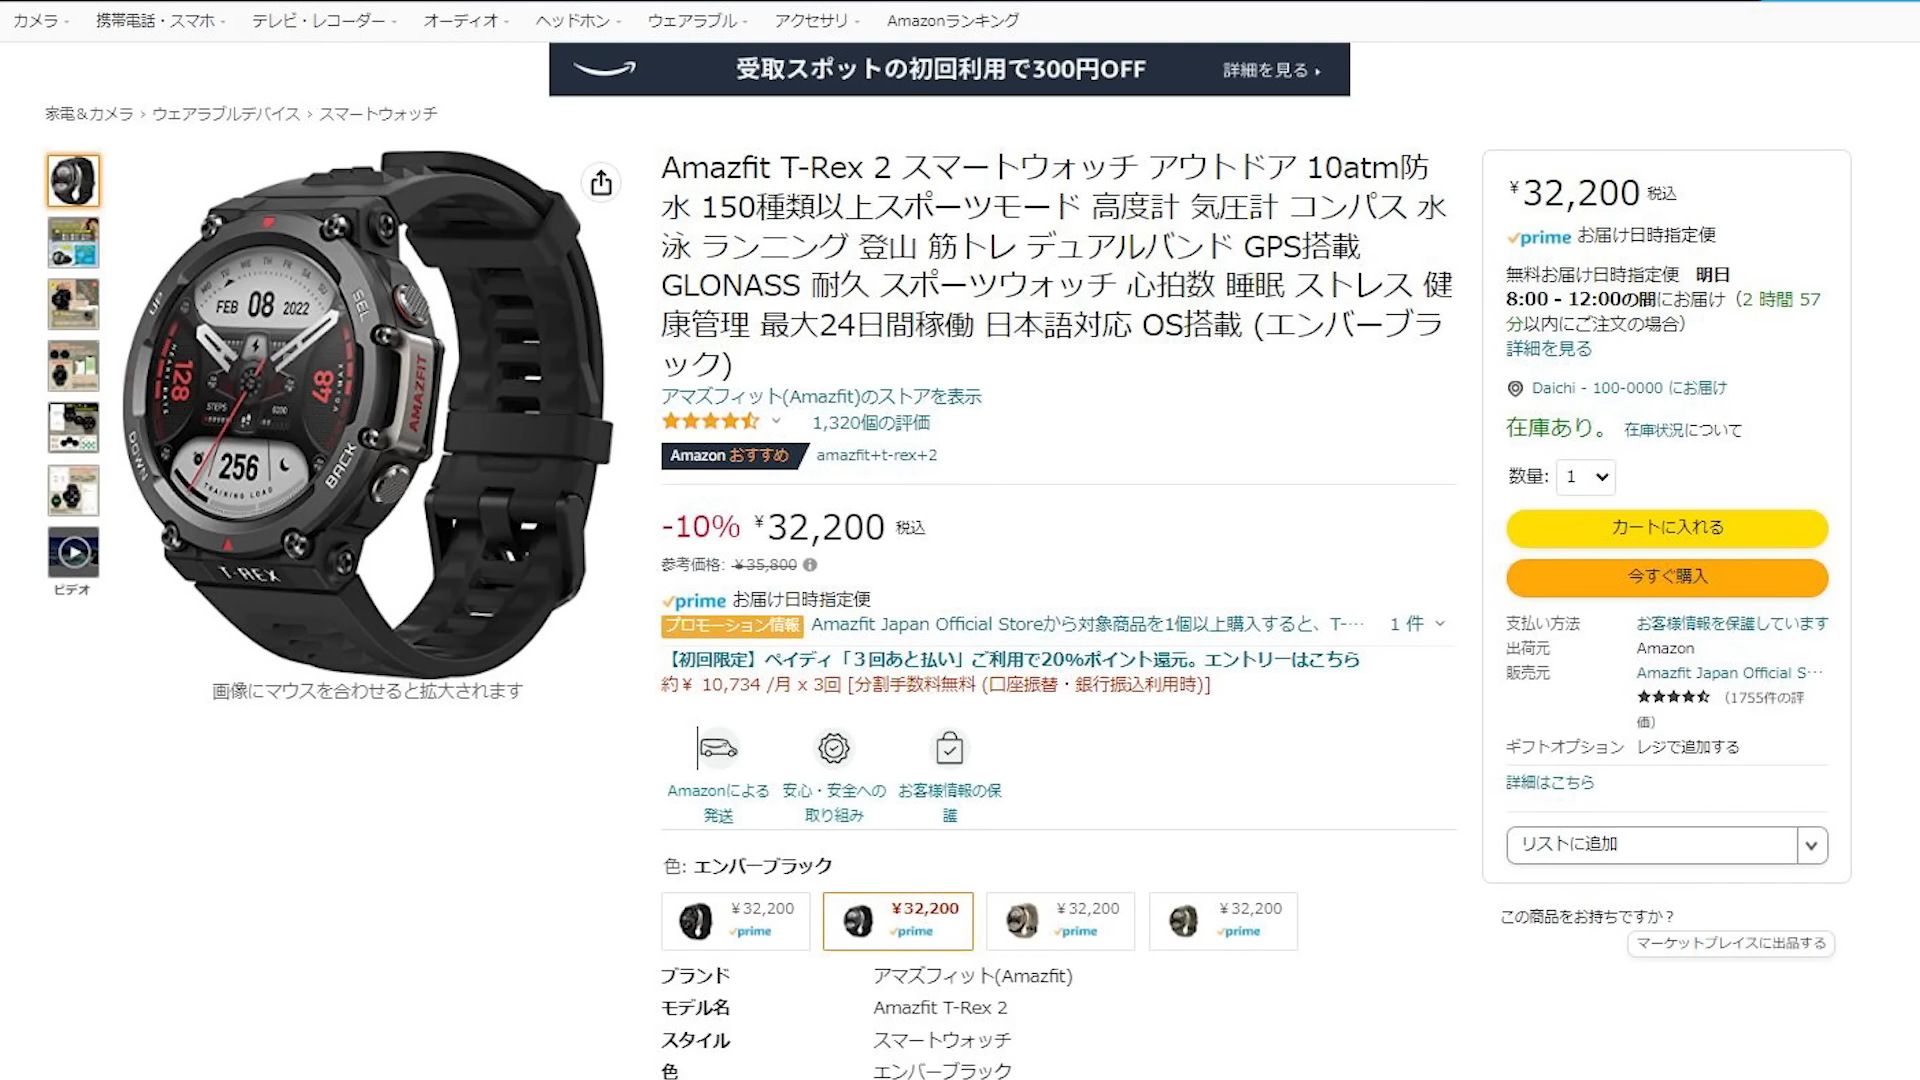 カメラ 携帯電話・スマホ テレビ・レコーダー オーディオ ヘッドホン ウェアラブル アクセサリ Amazonランキング
受取スポットの初回利用で300円OFF 詳細を見る
家電＆カメラ › ウェアラブルデバイス › スマートウォッチ
UP
SEL
MO TU WE TH FR SA SU
FEB 08 2022
128
48
STEPS
AMAZFIT
DOWN
BACK
256
TRAINING LOAD
T-REX
ビデオ
画像にマウスを合わせると拡大されます
Amazfit T-Rex 2 スマートウォッチ アウトドア 10atm防
水 150種類以上スポーツモード 高度計 気圧計 コンパス 水
泳 ランニング 登山 筋トレ デュアルバンド GPS搭載
GLONASS 耐久 スポーツウォッチ 心拍数 睡眠 ストレス 健
康管理 最大24日間稼働 日本語対応 OS搭載 (エンバーブラ
ック)
アマズフィット(Amazfit)のストアを表示
1,320個の評価
Amazon おすすめ amazfit+t-rex+2
-10% ¥32,200 税込
参考価格: ¥35,800
prime お届け日時指定便
プロモーション情報 Amazfit Japan Official Storeから対象商品を1個以上購入すると、T-… 1 件
【初回限定】ペイディ「３回あと払い」ご利用で20%ポイント還元。エントリーはこちら
約¥ 10,734 /月 x 3回 [分割手数料無料 (口座振替・銀行振込利用時)]
Amazonによる
発送
安心・安全への
取り組み
お客様情報の保
護
色: エンバーブラック
¥32,200 ¥32,200 ¥32,200 ¥32,200
prime prime prime prime
ブランド アマズフィット(Amazfit)
モデル名 Amazfit T-Rex 2
スタイル スマートウォッチ
色 エンバーブラック
¥32,200 税込
prime お届け日時指定便
無料お届け日時指定便 明日
8:00 - 12:00の間にお届け（2 時間 57
分以内にご注文の場合）
詳細を見る
Daichi - 100-0000 にお届け
在庫あり。 在庫状況について
数量: 1
カートに入れる
今すぐ購入
支払い方法 お客様情報を保護しています
出荷元 Amazon
販売元 Amazfit Japan Official S…
（1755件の評
価）
ギフトオプション レジで追加する
詳細はこちら
リストに追加
この商品をお持ちですか？
マーケットプレイスに出品する